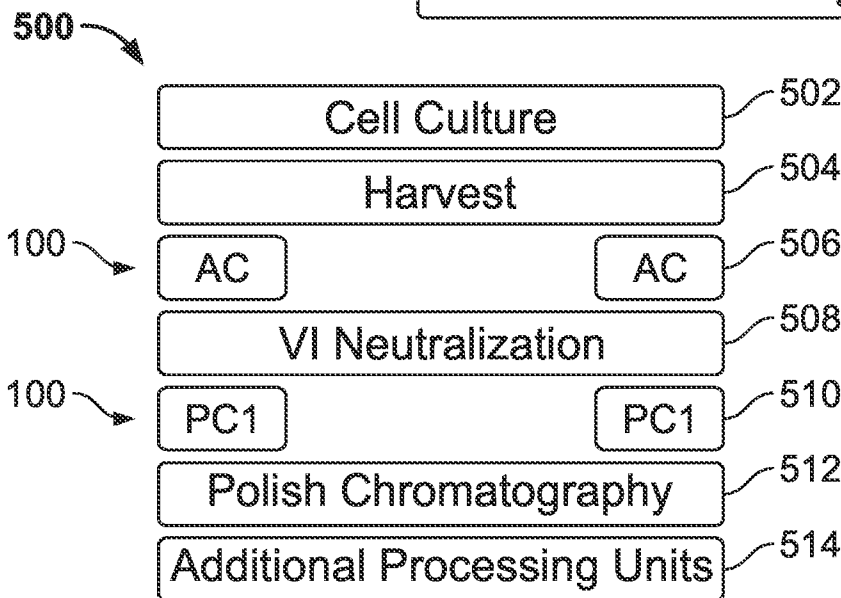 500
Cell Culture 502
Harvest 504
100 AC AC 506
VI Neutralization 508
100 PC1 PC1 510
Polish Chromatography 512
Additional Processing Units 514